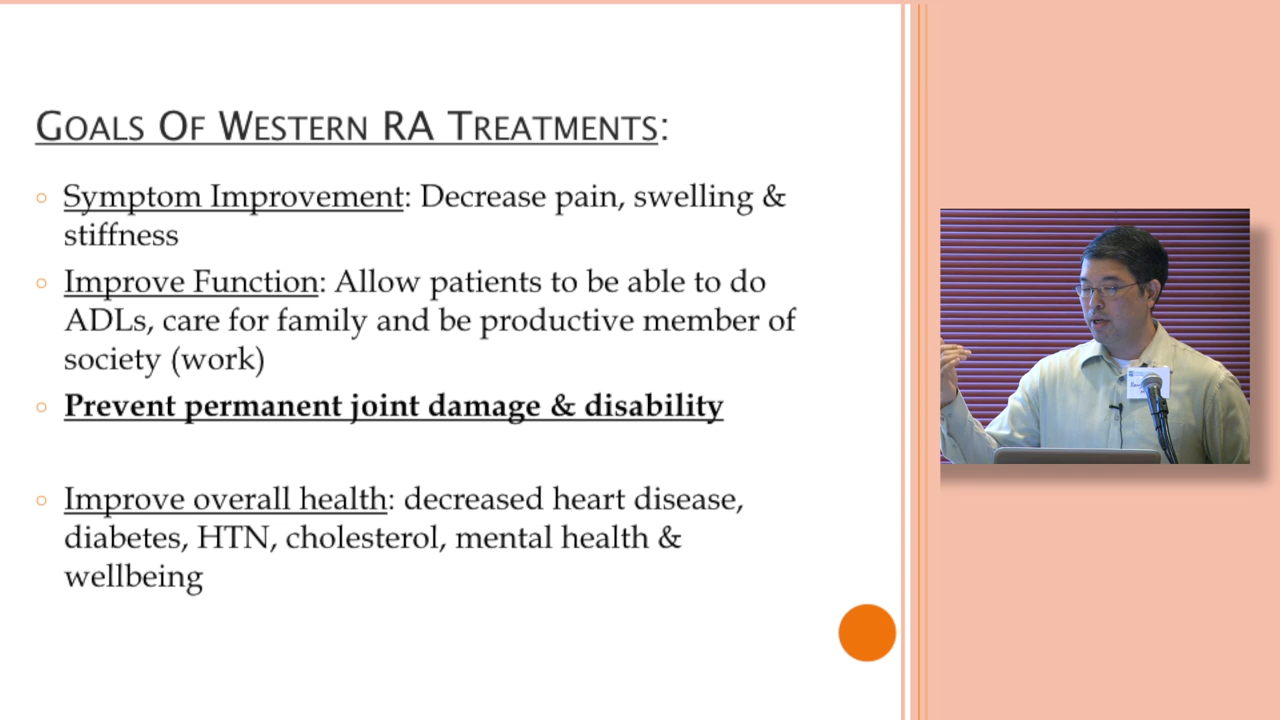 GOALS OF WESTERN RA TREATMENTS:
Symptom Improvement: Decrease pain, swelling &
stiffness
Improve Function: Allow patients to be able to do
ADLs, care for family and be productive member of
society (work)
Prevent permanent joint damage & disability
Improve overall health: decreased heart disease,
diabetes, HTN, cholesterol, mental health &
wellbeing